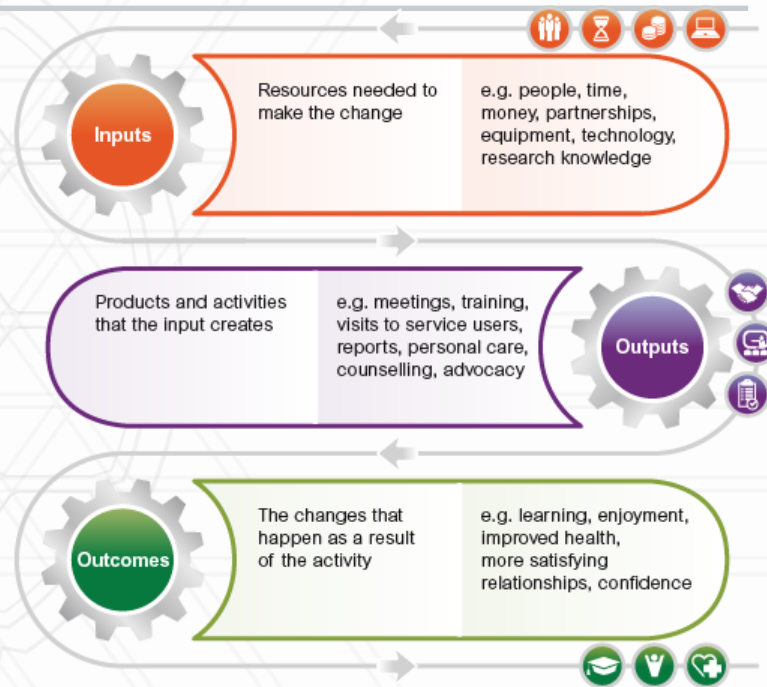 Inputs
Resources needed to
make the change
e.g. people, time,
money, partnerships,
equipment, technology,
research knowledge
Products and activities
that the input creates
e.g. meetings, training,
visits to service users,
reports, personal care,
counselling, advocacy
Outputs
Outcomes
The changes that
happen as a result
of the activity
e.g. learning, enjoyment,
improved health,
more satisfying
relationships, confidence